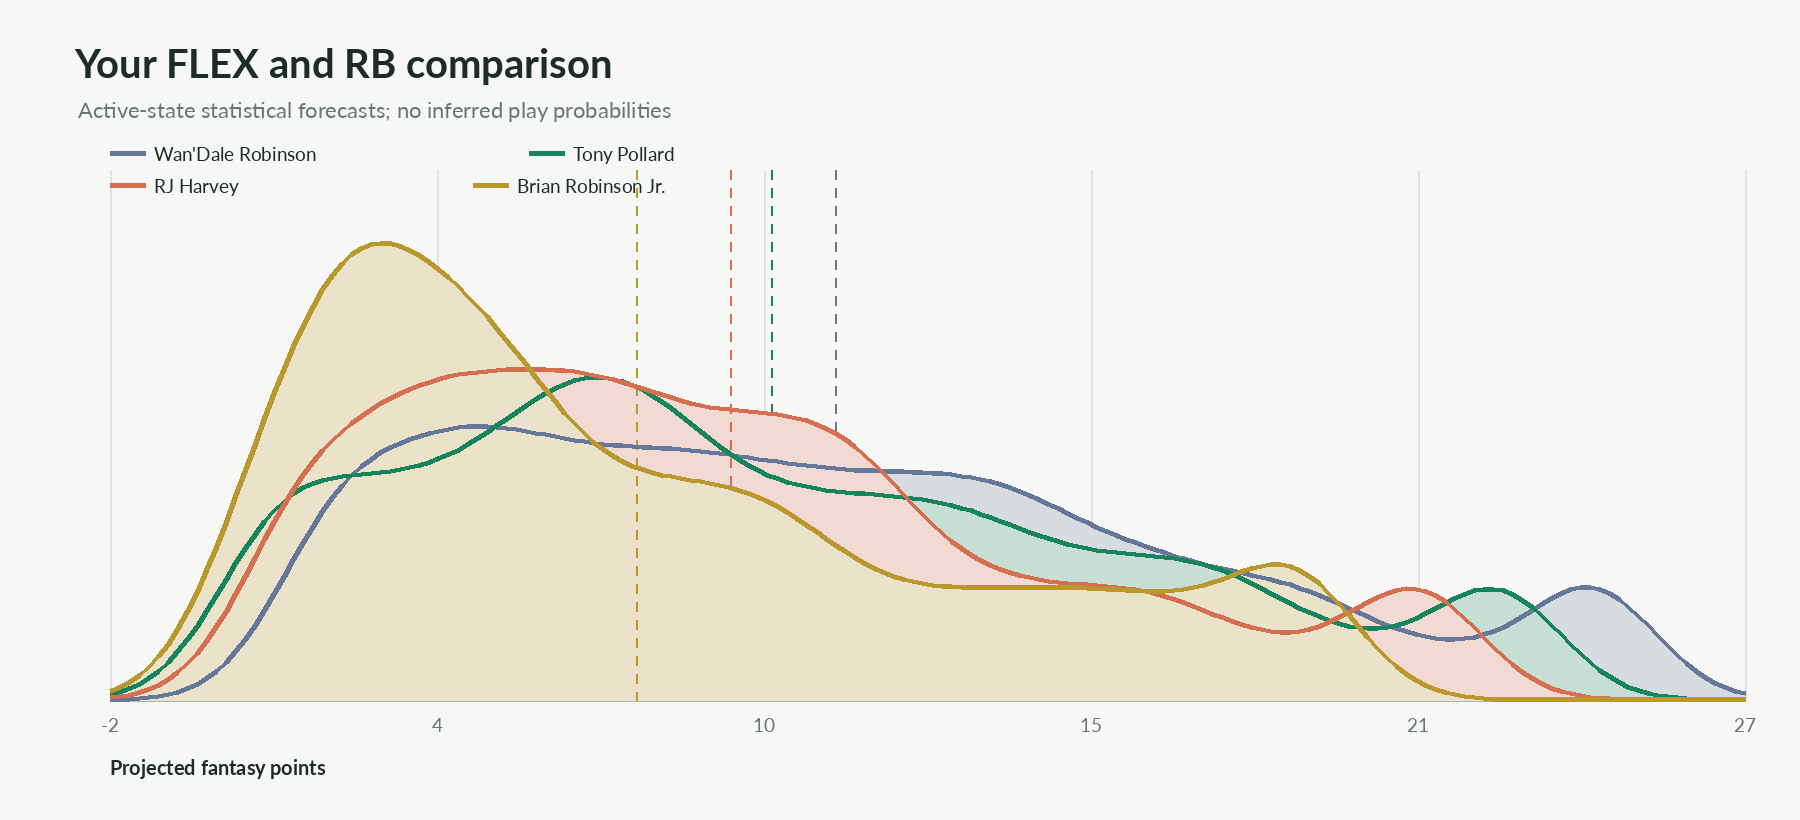 Your FLEX and RB comparison
Active-state statistical forecasts; no inferred play probabilities
Wan'Dale Robinson
Tony Pollard
RJ Harvey
Brian Robinson Jr.
-2
4
10
15
21
27
Projected fantasy points